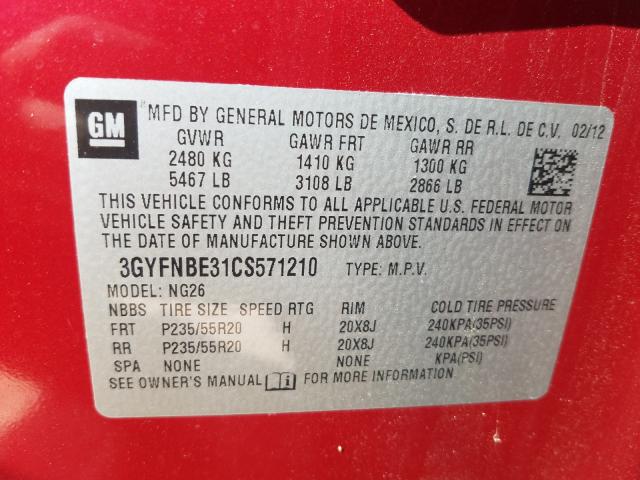 GM
MFD BY GENERAL MOTORS DE MEXICO, S. DE R.L. DE C.V. 02/12
GVWR GAWR FRT GAWR RR
2480 KG 1410 KG 1300 KG
5467 LB 3108 LB 2866 LB
THIS VEHICLE CONFORMS TO ALL APPLICABLE U.S. FEDERAL MOTOR
VEHICLE SAFETY AND THEFT PREVENTION STANDARDS IN EFFECT ON
THE DATE OF MANUFACTURE SHOWN ABOVE.
3GYFNBE31CS571210 TYPE: M.P.V.
MODEL: NG26
NBBS TIRE SIZE SPEED RTG RIM COLD TIRE PRESSURE
FRT P235/55R20 H 20X8J 240KPA(35PSI)
RR P235/55R20 H 20X8J 240KPA(35PSI)
SPA NONE NONE KPA(PSI)
SEE OWNER'S MANUAL FOR MORE INFORMATION